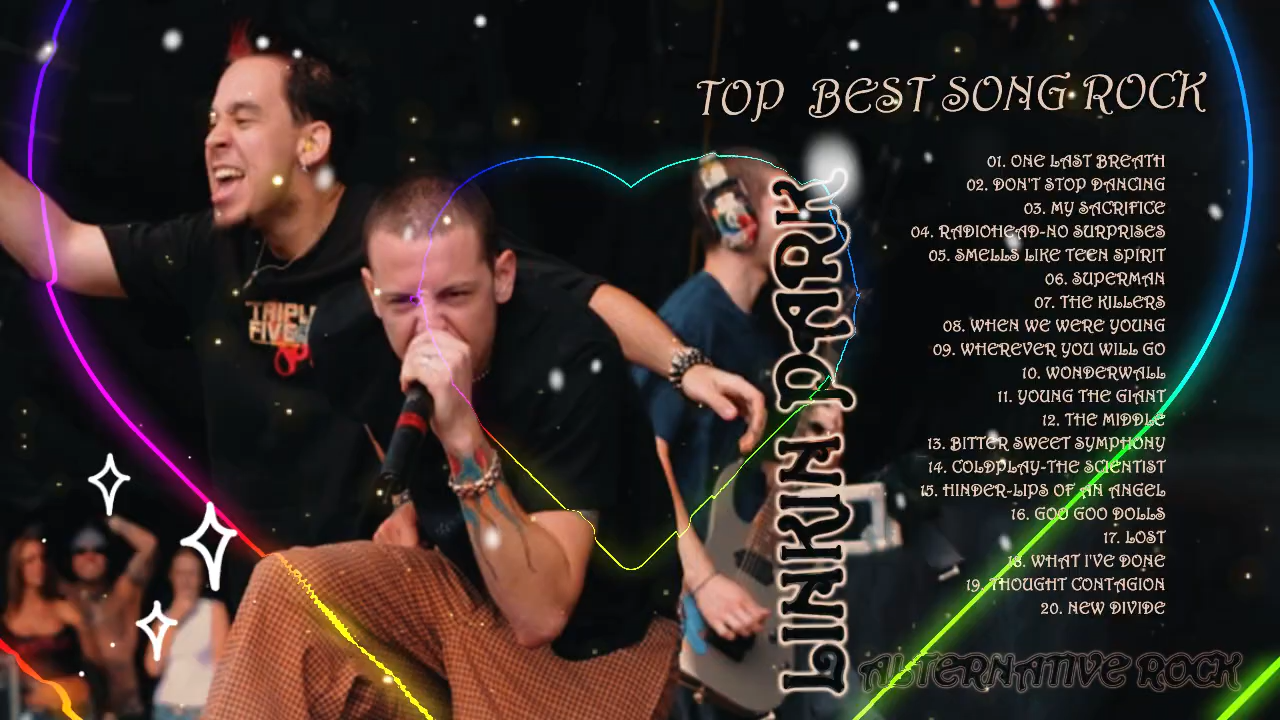 TOP BEST SONG ROCK
01. ONE LAST BREATH
02. DON'T STOP DANCING
03. MY SACRIFICE
04. RADIOHEAD-NO SURPRISES
05. SMELLS LIKE TEEN SPIRIT
06. SUPERMAN
07. THE KILLERS
08. WHEN WE WERE YOUNG
09. WHEREVER YOU WILL GO
10. WONDERWALL
11. YOUNG THE GIANT
12. THE MIDDLE
13. BITTER SWEET SYMPHONY
14. COLDPLAY-THE SCIENTIST
15. HINDER-LIPS OF AN ANGEL
16. GOO GOO DOLLS
17. LOST
18. WHAT I'VE DONE
19. THOUGHT CONTAGION
20. NEW DIVIDE
LINKIN PARK
ALTERNATIVE ROCK
TRIPLE
FIVE